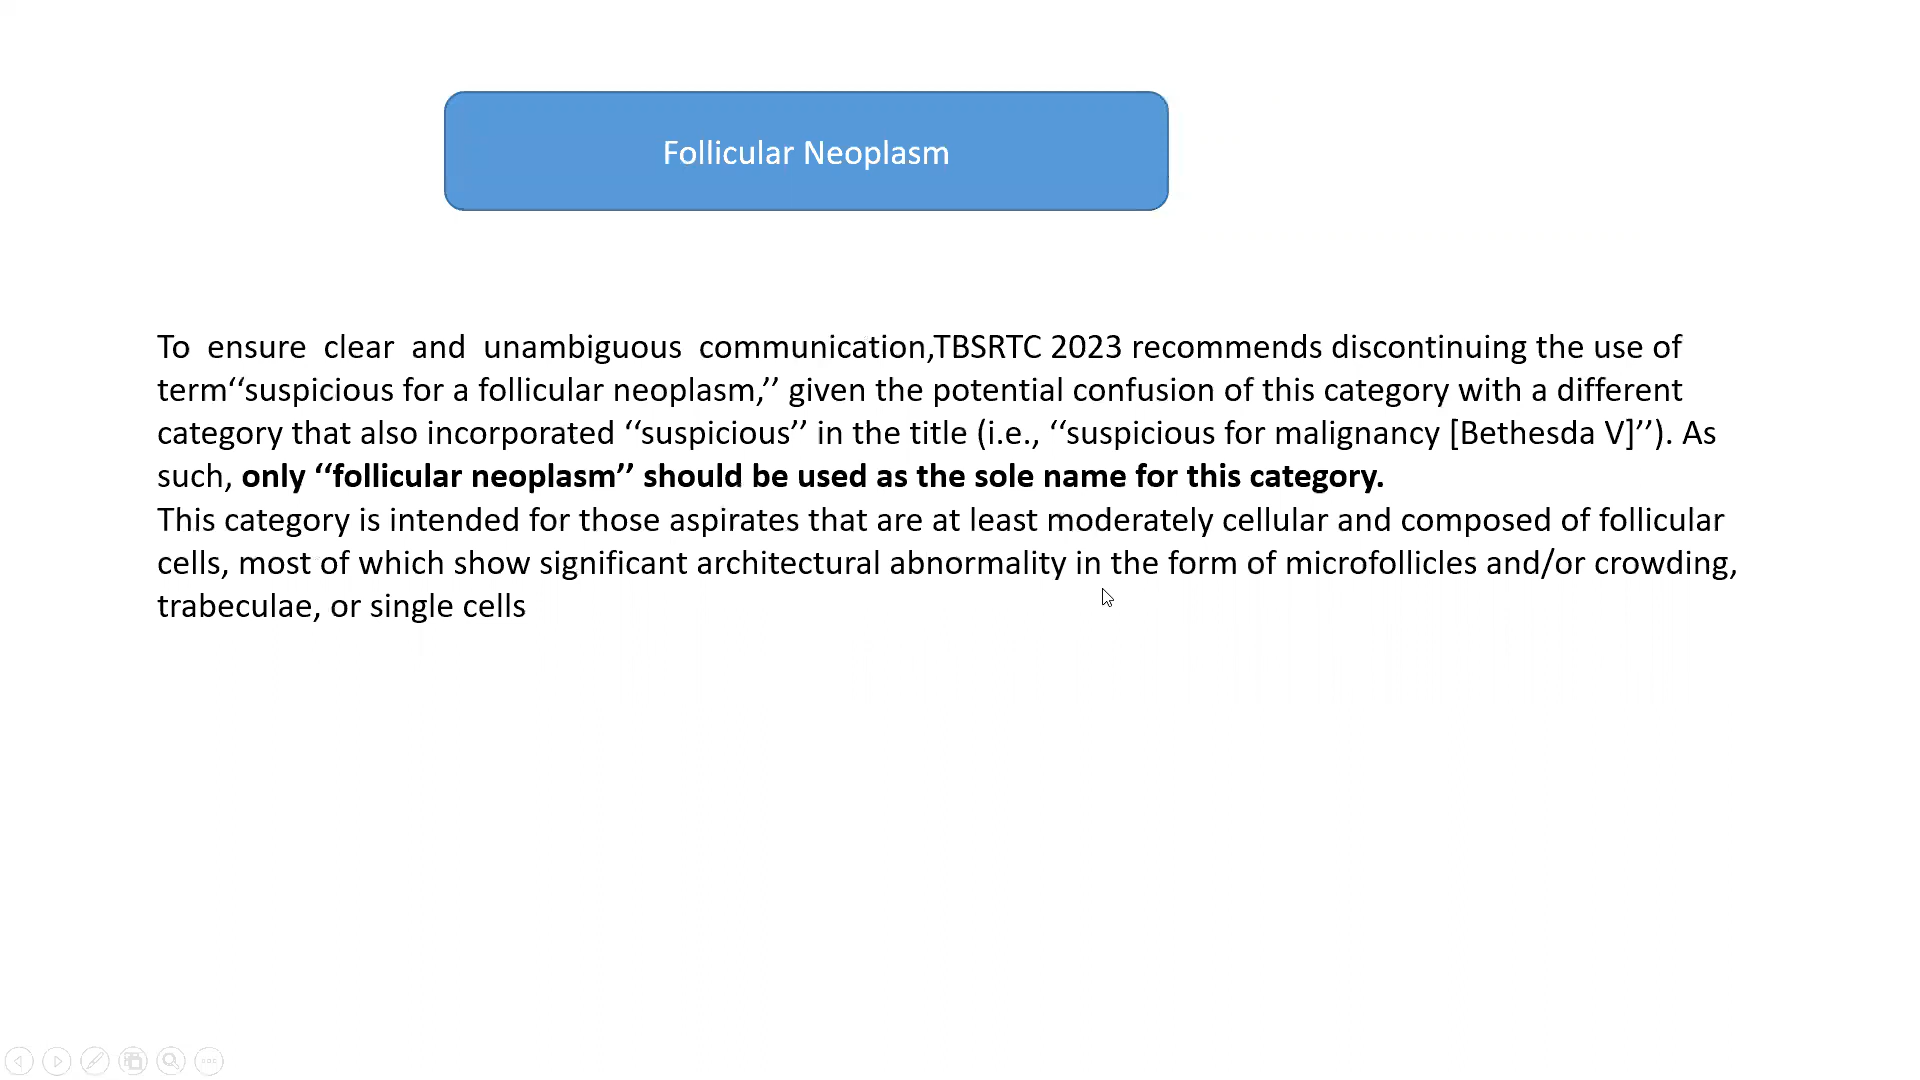 Follicular Neoplasm
To ensure clear and unambiguous communication,TBSRTC 2023 recommends discontinuing the use of
term‘‘suspicious for a follicular neoplasm,’’ given the potential confusion of this category with a different
category that also incorporated ‘‘suspicious’’ in the title (i.e., ‘‘suspicious for malignancy [Bethesda V]’’). As
such, only ‘‘follicular neoplasm’’ should be used as the sole name for this category.
This category is intended for those aspirates that are at least moderately cellular and composed of follicular
cells, most of which show significant architectural abnormality in the form of microfollicles and/or crowding,
trabeculae, or single cells